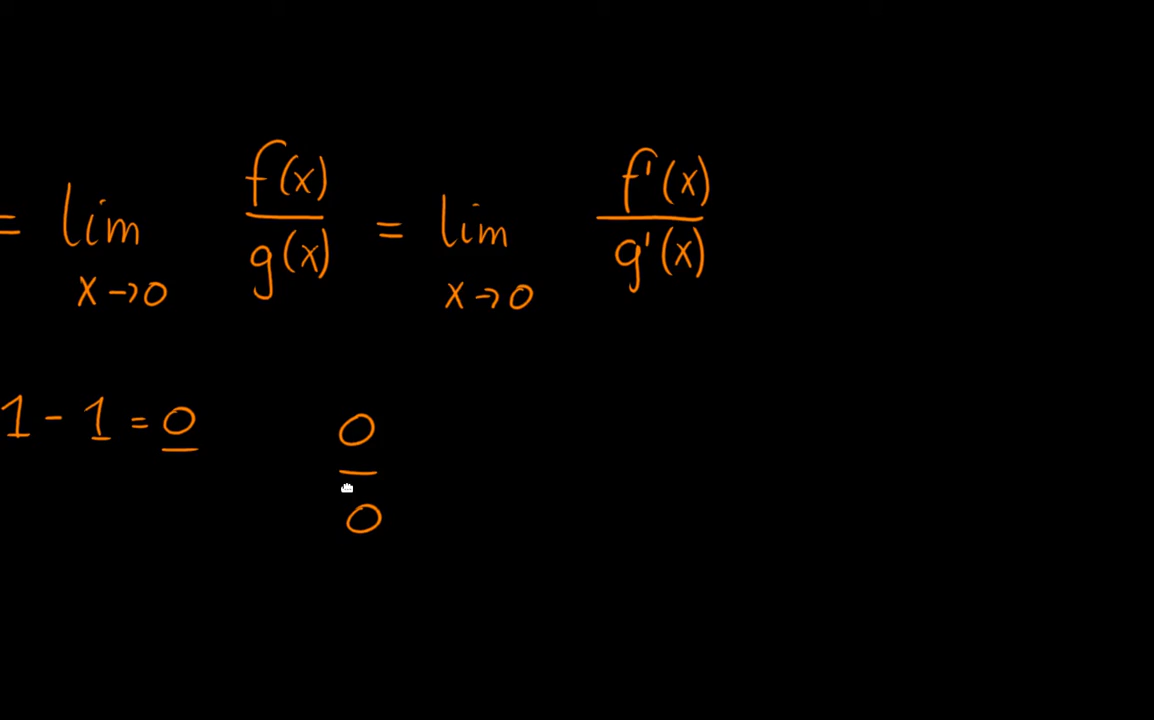 = lim x→0 f(x)/g(x) = lim x→0 f'(x)/g'(x)
1 - 1 = 0
0/0